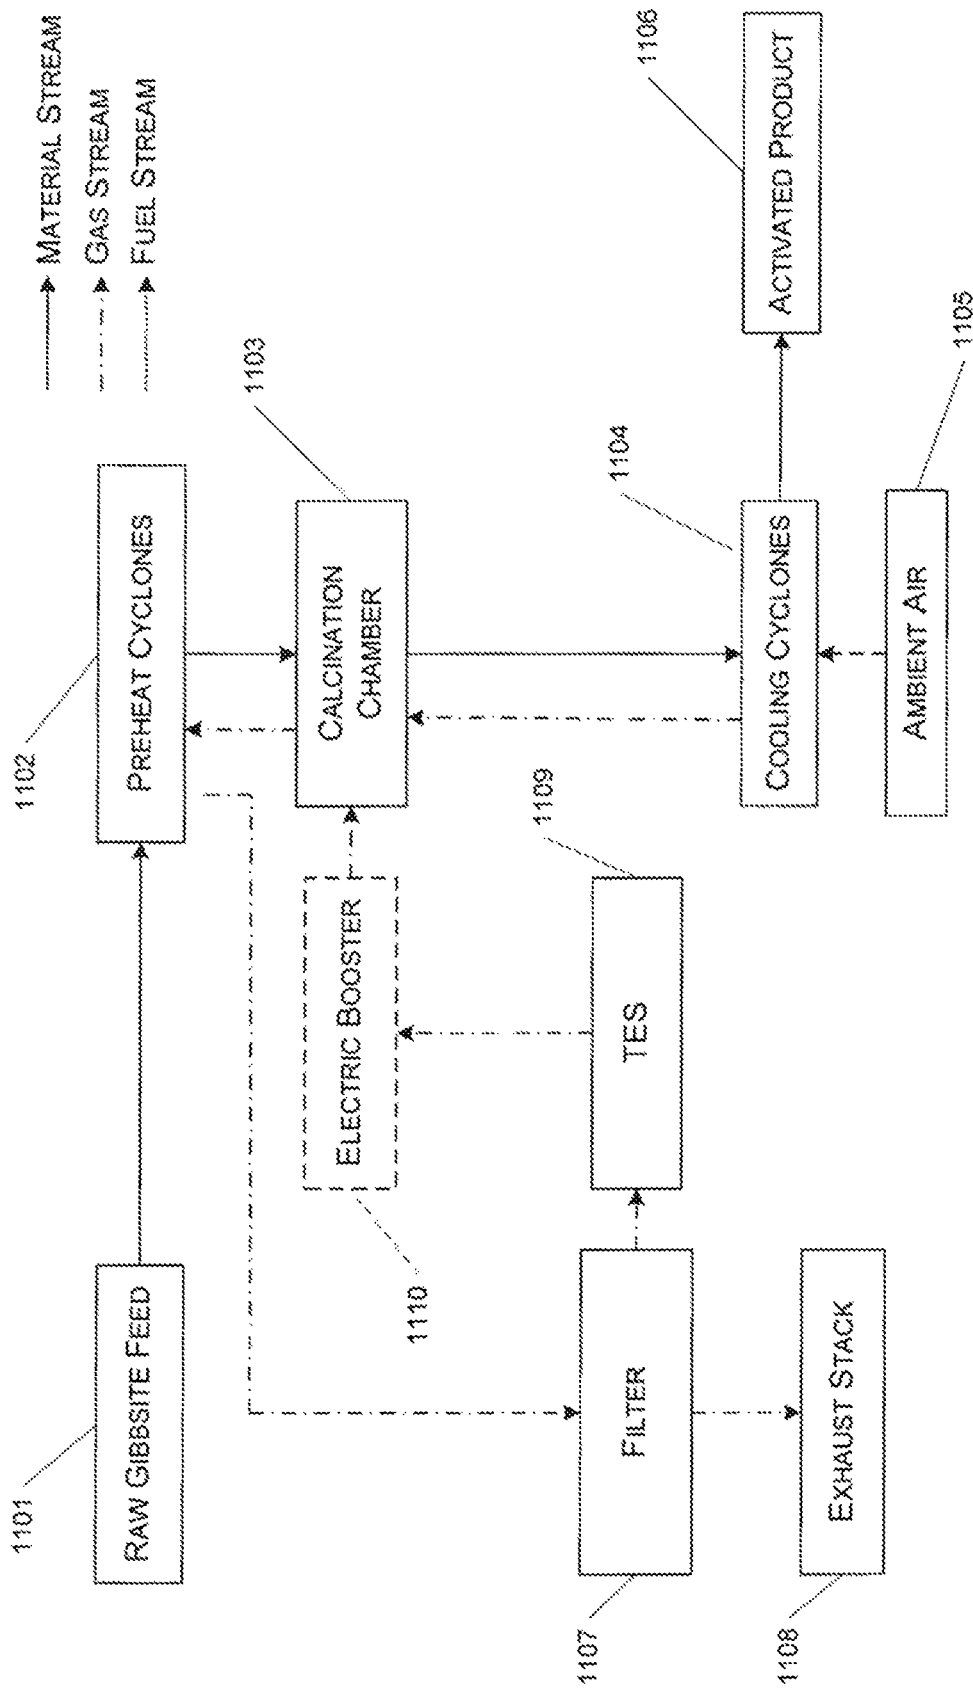 MATERIAL STREAM
GAS STREAM
FUEL STREAM
1101
RAW GIBBSITE FEED
1102
PREHEAT CYCLONES
1103
CALCINATION
CHAMBER
1110
ELECTRIC BOOSTER
1109
TES
1107
FILTER
1108
EXHAUST STACK
1104
COOLING CYCLONES
1105
AMBIENT AIR
1106
ACTIVATED PRODUCT